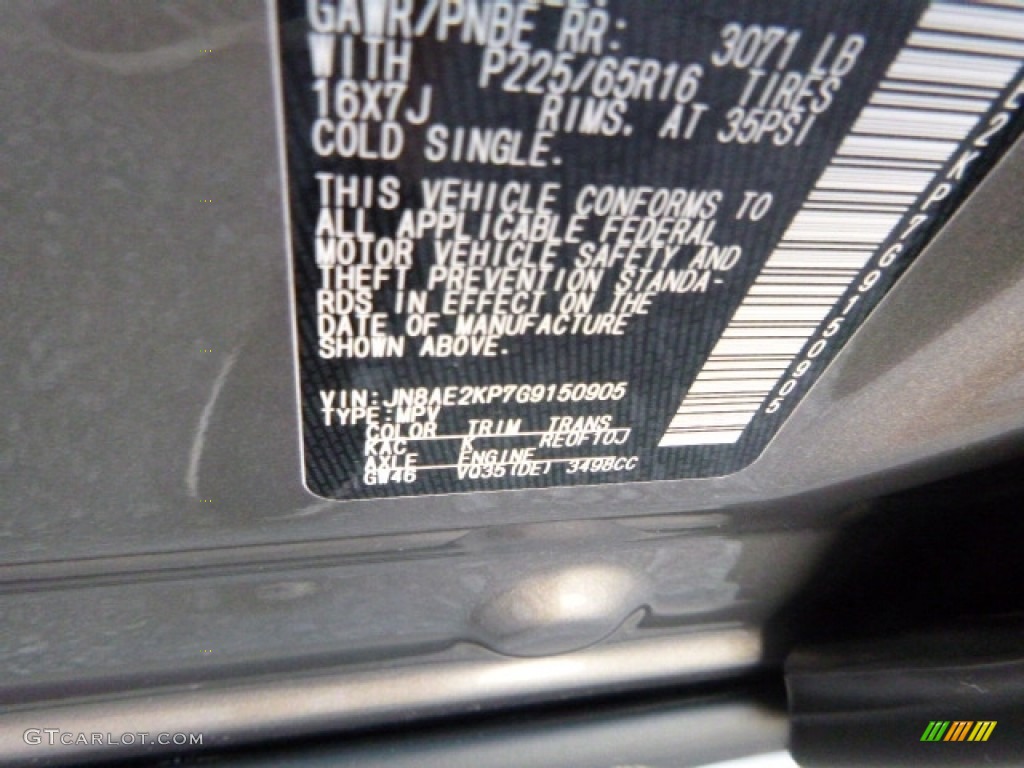 GAWR/PNBE RR: 3071 LB
WITH P225/65R16 TIRES
16X7J RIMS. AT 35PSI
COLD SINGLE.
THIS VEHICLE CONFORMS TO
ALL APPLICABLE FEDERAL
MOTOR VEHICLE SAFETY AND
THEFT PREVENTION STANDA-
RDS IN EFFECT ON THE
DATE OF MANUFACTURE
SHOWN ABOVE.
VIN:JN8AE2KP7G9150905
TYPE:MPV
COLOR TRIM TRANS
KAC K RE0F10J
AXLE ENGINE
GW46 VQ35(DE) 3498CC
E2KP7G9150905
GTCARLOT.COM